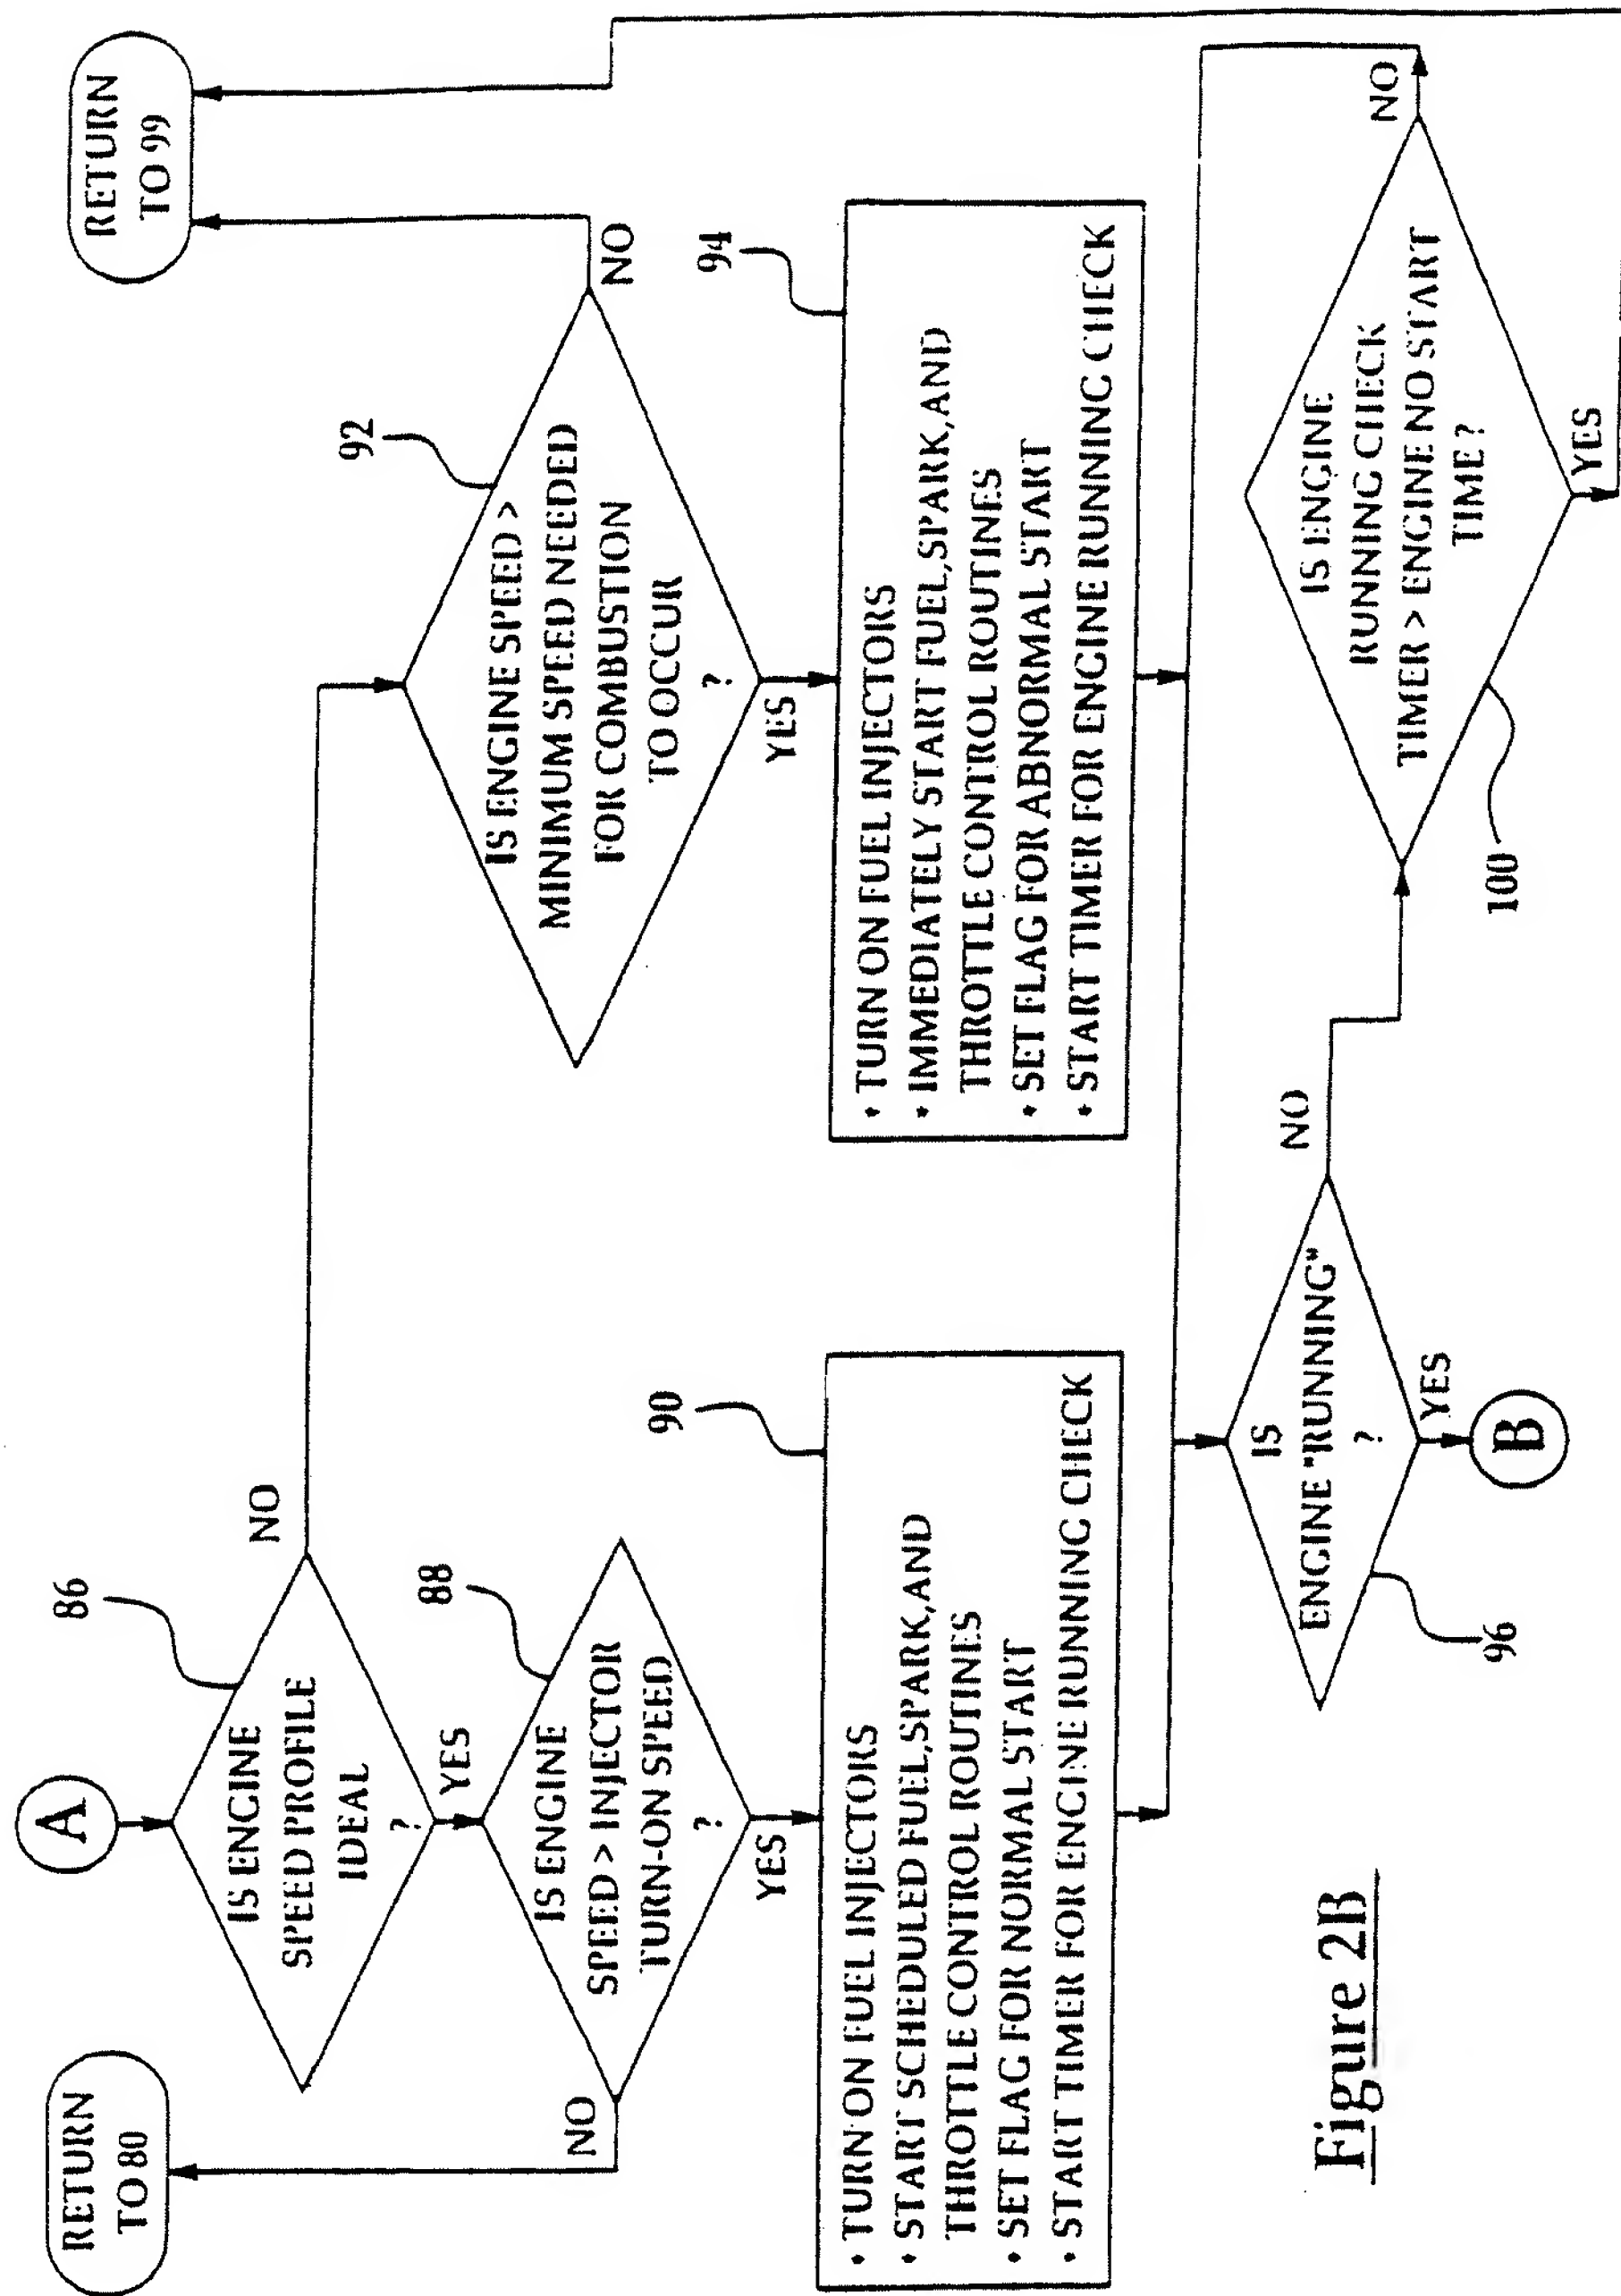 RETURN
TO 80
A
RETURN
TO 99
86
IS ENGINE
SPEED PROFILE
IDEAL
?
NO
YES
88
IS ENGINE
SPEED > INJECTOR
TURN-ON SPEED
?
NO
YES
92
IS ENGINE SPEED >
MINIMUM SPEED NEEDED
FOR COMBUSTION
TO OCCUR
?
NO
YES
90
• TURN ON FUEL INJECTORS
• START SCHEDULED FUEL,SPARK,AND
THROTTLE CONTROL ROUTINES
• SET FLAG FOR NORMAL START
• START TIMER FOR ENGINE RUNNING CHECK
94
• TURN ON FUEL INJECTORS
• IMMEDIATELY START FUEL,SPARK,AND
THROTTLE CONTROL ROUTINES
• SET FLAG FOR ABNORMAL START
• START TIMER FOR ENGINE RUNNING CHECK
IS
ENGINE "RUNNING"
?
96
NO
YES
B
IS ENGINE
RUNNING CHECK
TIMER > ENGINE NO START
TIME?
100
NO
YES
Figure 2B